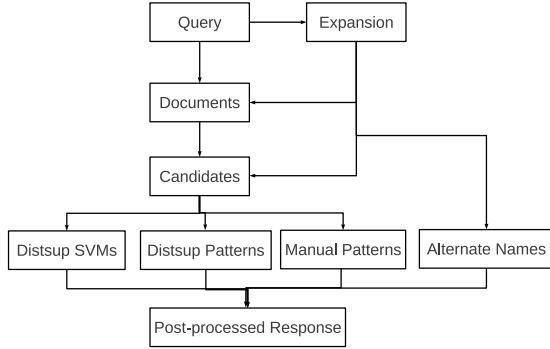 Query
Expansion
Documents
Candidates
Distsup SVMs
Distsup Patterns
Manual Patterns
Alternate Names
Post-processed Response